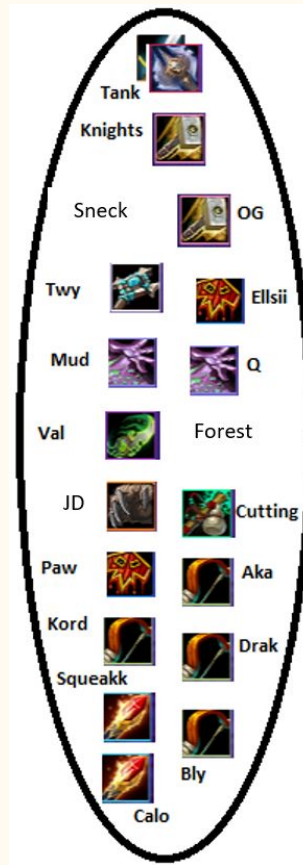 Tank
Knights
Sneck
OG
Twy
Ellsii
Mud
Q
Val
Forest
JD
Cutting
Paw
Aka
Kord
Drak
Squeakk
Bly
Calo